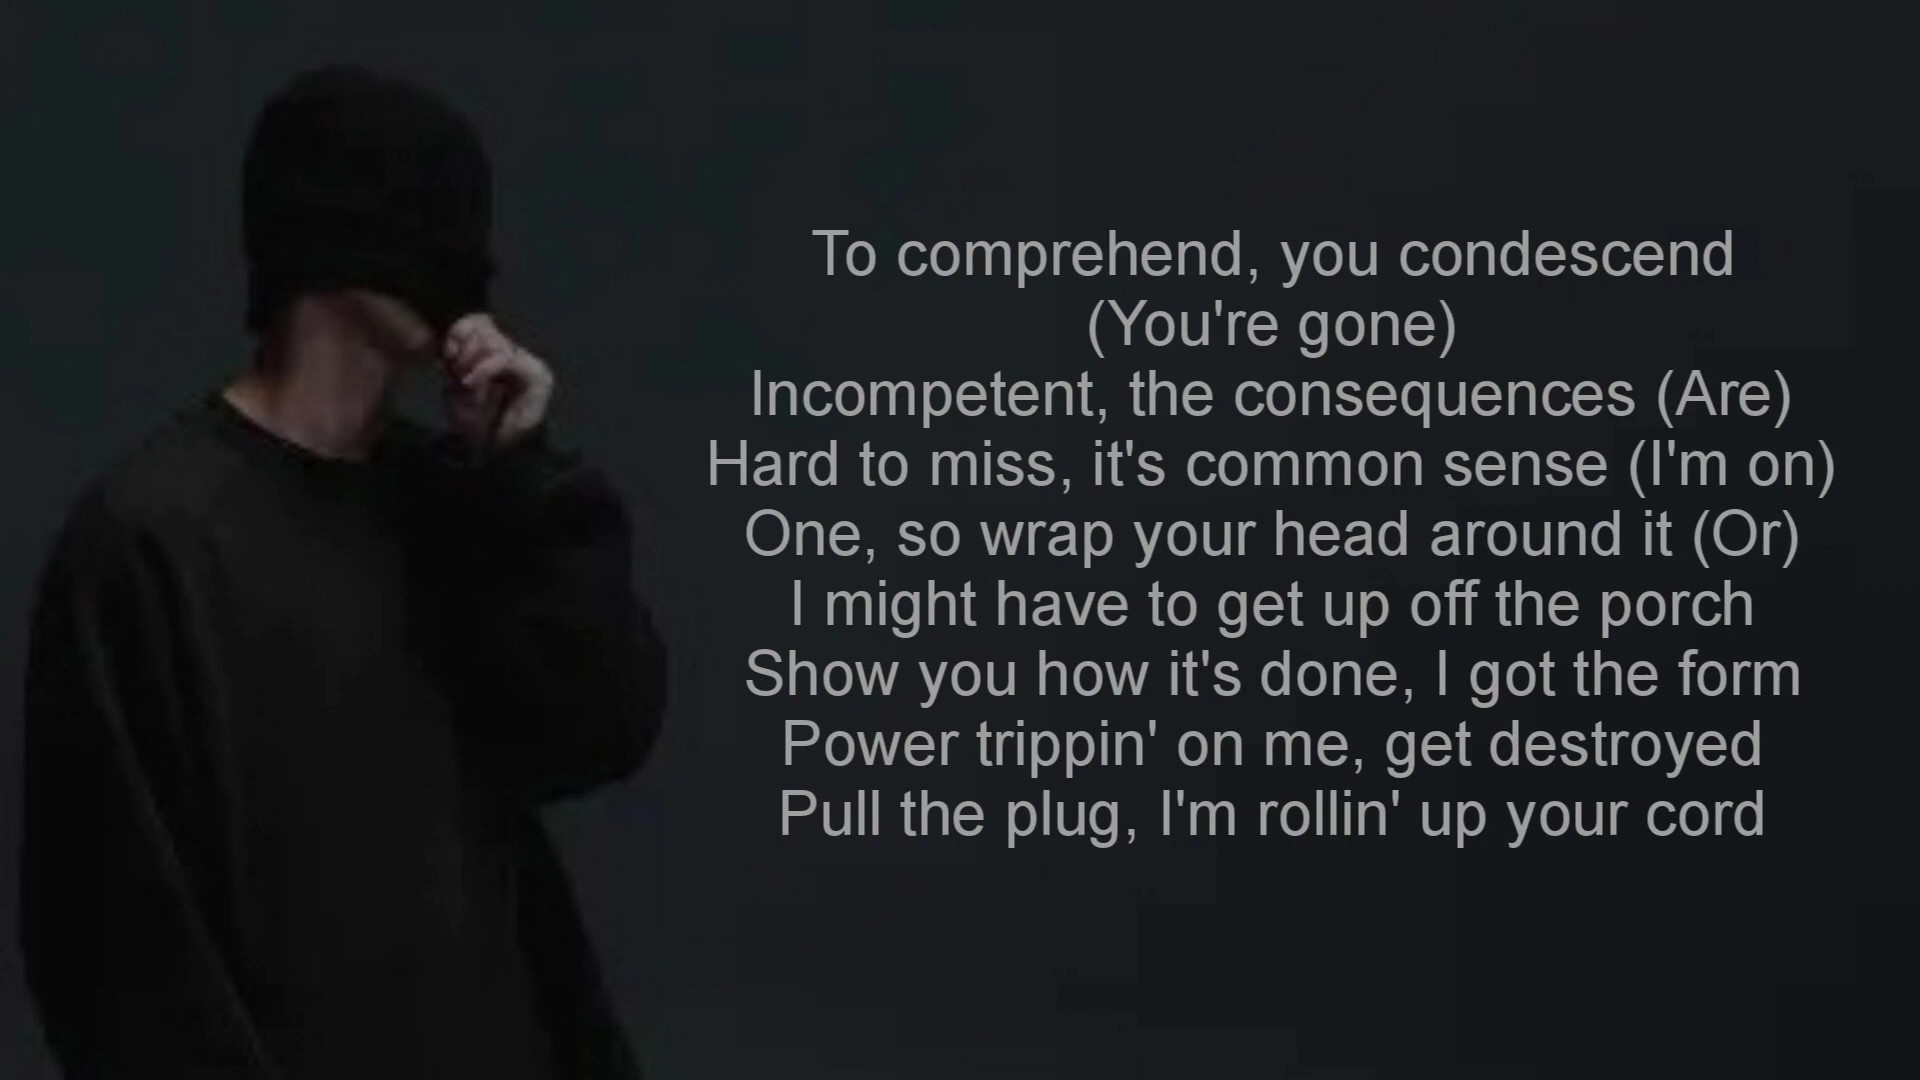 To comprehend, you condescend
(You're gone)
Incompetent, the consequences (Are)
Hard to miss, it's common sense (I'm on)
One, so wrap your head around it (Or)
I might have to get up off the porch
Show you how it's done, I got the form
Power trippin' on me, get destroyed
Pull the plug, I'm rollin' up your cord